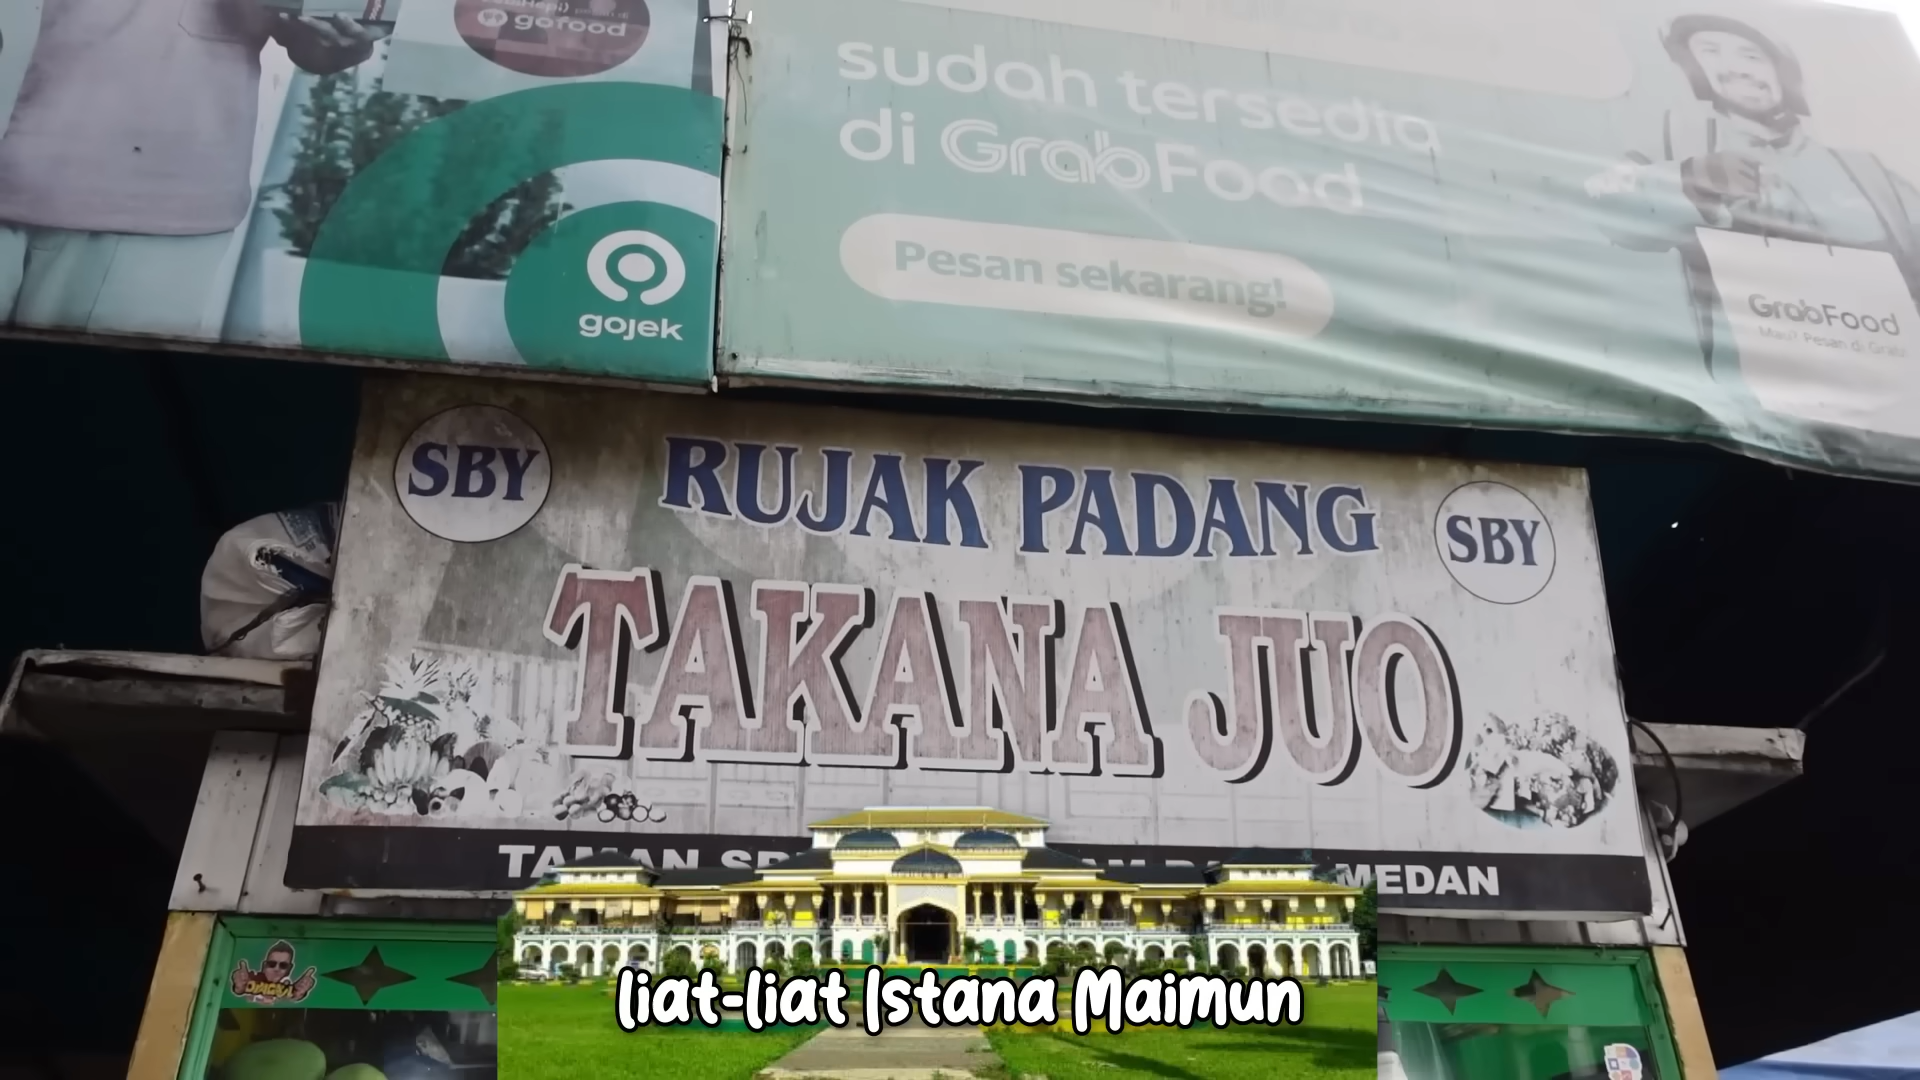 gofood
gojek
sudah tersedia
di GrabFood
Pesan sekarang!
GrabFood
SBY
RUJAK PADANG
SBY
TAKANA JUO
TAMAN MEDAN
liat-liat Istana Maimun